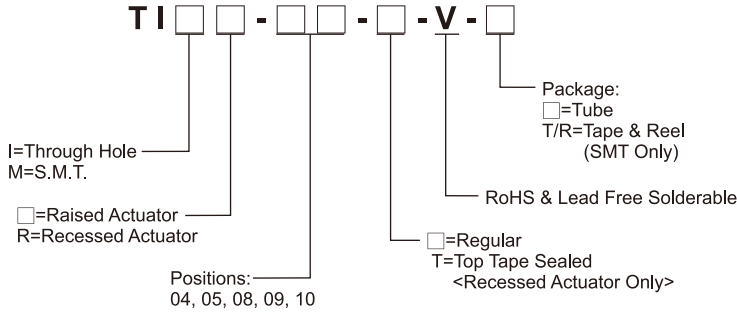 TI□□-□□-□-V-□
Package:
□=Tube
T/R=Tape & Reel
(SMT Only)
I=Through Hole
M=S.M.T.
RoHS & Lead Free Solderable
□=Raised Actuator
R=Recessed Actuator
□=Regular
T=Top Tape Sealed
<Recessed Actuator Only>
Positions:
04, 05, 08, 09, 10